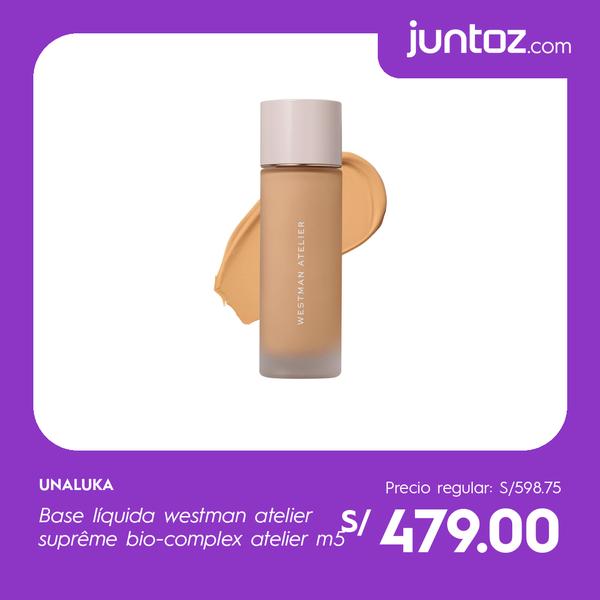 juntoz.com
WESTMAN ATELIER
UNALUKA
Base líquida westman atelier
suprême bio-complex atelier m5
Precio regular: S/598.75
S/ 479.00